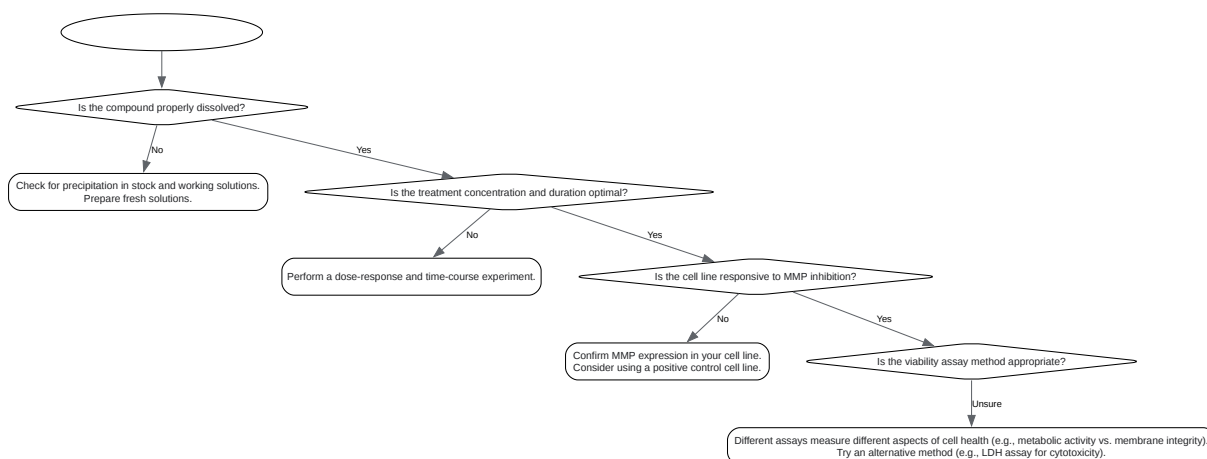 Is the compound properly dissolved?
No
Yes
Check for precipitation in stock and working solutions.
Prepare fresh solutions.
Is the treatment concentration and duration optimal?
No
Yes
Perform a dose-response and time-course experiment.
Is the cell line responsive to MMP inhibition?
No
Yes
Confirm MMP expression in your cell line.
Consider using a positive control cell line.
Is the viability assay method appropriate?
Unsure
Different assays measure different aspects of cell health (e.g., metabolic activity vs. membrane integrity).
Try an alternative method (e.g., LDH assay for cytotoxicity).